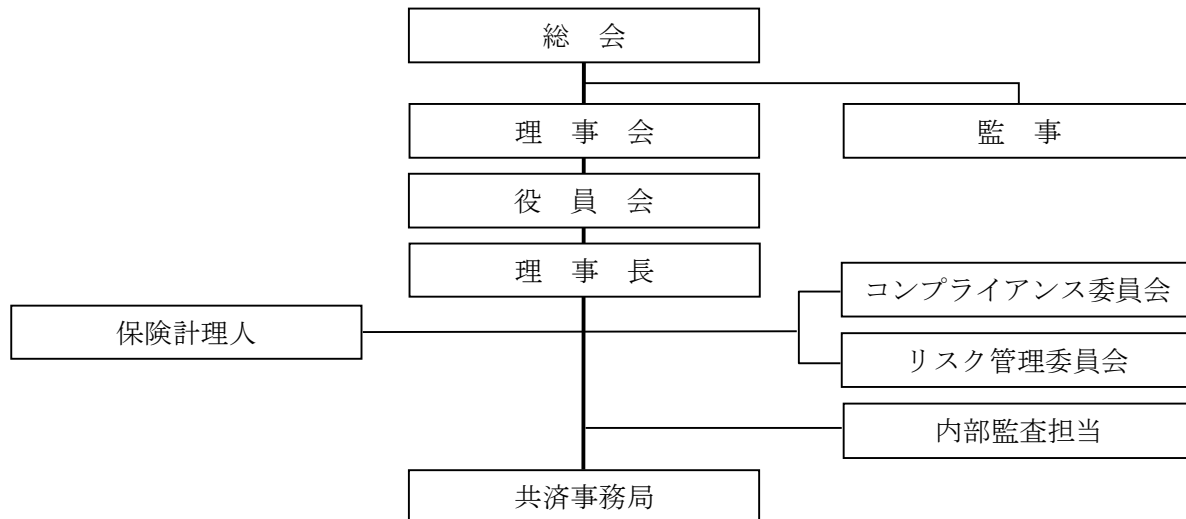 総　会
理　事　会
監　事
役　員　会
理　事　長
コンプライアンス委員会
保険計理人
リスク管理委員会
内部監査担当
共済事務局